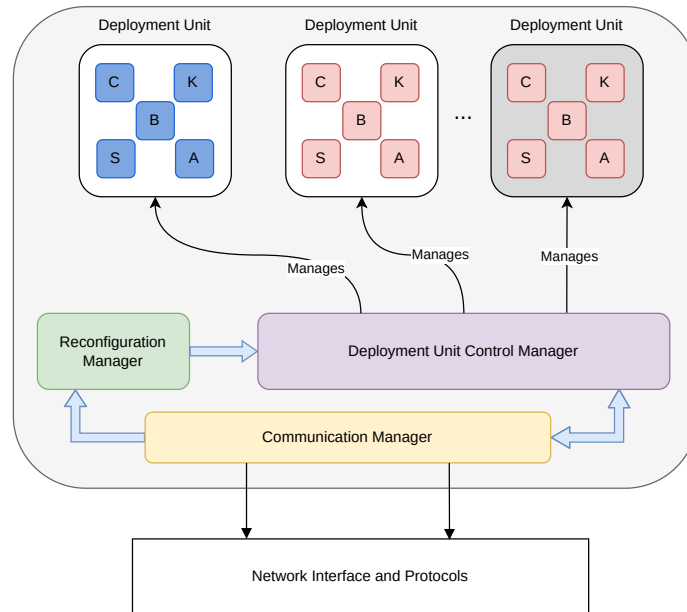 Deployment Unit
Deployment Unit
Deployment Unit
C K
B
S A
C K
B
S A
...
C K
B
S A
Manages
Manages
Manages
Reconfiguration
Manager
Deployment Unit Control Manager
Communication Manager
Network Interface and Protocols